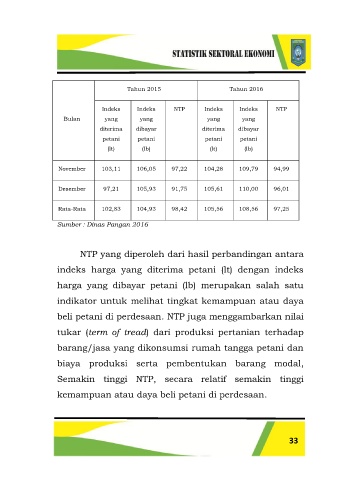 STATISTIK SEKTORAL EKONOMI
Bulan
Tahun 2015
Tahun 2016
Indeks yang diterima petani (It)
Indeks yang dibayar petani (Ib)
NTP
Indeks yang diterima petani (It)
Indeks yang dibayar petani (Ib)
NTP
November 103,11 106,05 97,22 104,28 109,79 94,99
Desember 97,21 105,93 91,75 105,61 110,00 96,01
Rata-Rata 102,83 104,93 98,42 105,56 108,56 97,25
Sumber : Dinas Pangan 2016
NTP yang diperoleh dari hasil perbandingan antara
indeks harga yang diterima petani (lt) dengan indeks
harga yang dibayar petani (lb) merupakan salah satu
indikator untuk melihat tingkat kemampuan atau daya
beli petani di perdesaan. NTP juga menggambarkan nilai
tukar (term of tread) dari produksi pertanian terhadap
barang/jasa yang dikonsumsi rumah tangga petani dan
biaya produksi serta pembentukan barang modal,
Semakin tinggi NTP, secara relatif semakin tinggi
kemampuan atau daya beli petani di perdesaan.
33